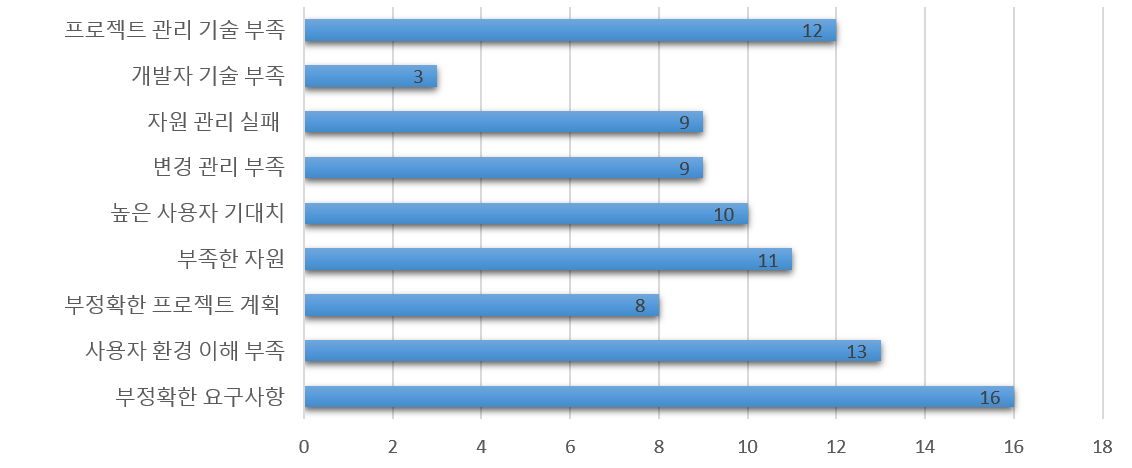 프로젝트 관리 기술 부족 12
개발자 기술 부족 3
자원 관리 실패 9
변경 관리 부족 9
높은 사용자 기대치 10
부족한 자원 11
부정확한 프로젝트 계획 8
사용자 환경 이해 부족 13
부정확한 요구사항 16
0 2 4 6 8 10 12 14 16 18